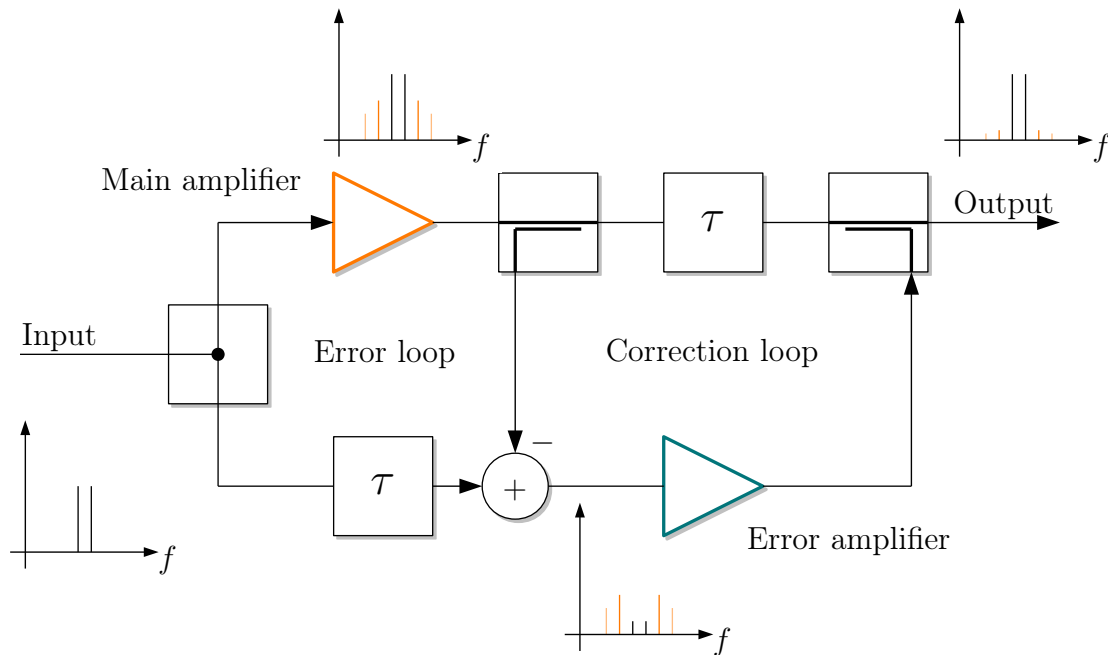 f
f
Main amplifier
τ
Output
Input
Error loop
Correction loop
−
τ
+
f
Error amplifier
f